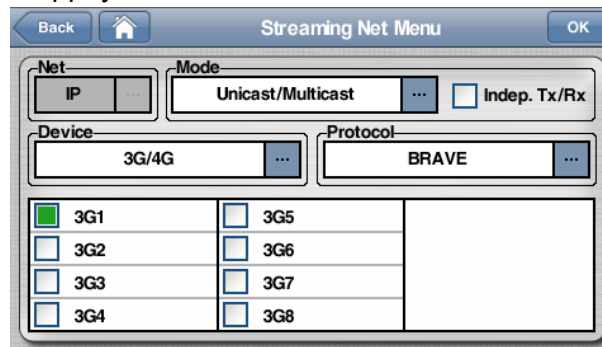 Back Streaming Net Menu OK
Net Mode
IP ... Unicast/Multicast ... Indep. Tx/Rx
Device Protocol
3G/4G ... BRAVE ...
3G1 3G5
3G2 3G6
3G3 3G7
3G4 3G8